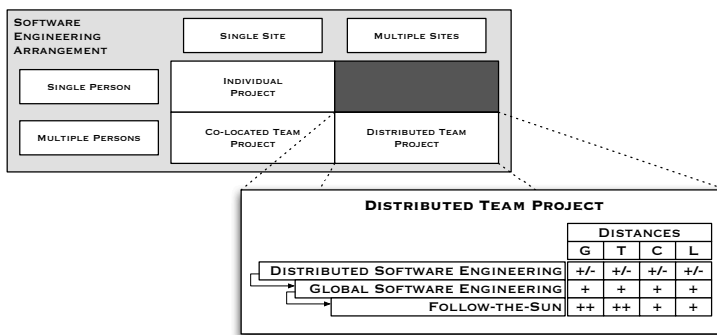 SOFTWARE
ENGINEERING
ARRANGEMENT
SINGLE SITE
MULTIPLE SITES
SINGLE PERSON
INDIVIDUAL
PROJECT
MULTIPLE PERSONS
CO-LOCATED TEAM
PROJECT
DISTRIBUTED TEAM
PROJECT
DISTRIBUTED TEAM PROJECT
DISTANCES
G T C L
DISTRIBUTED SOFTWARE ENGINEERING +/- +/- +/- +/-
GLOBAL SOFTWARE ENGINEERING + + + +
FOLLOW-THE-SUN ++ ++ + +